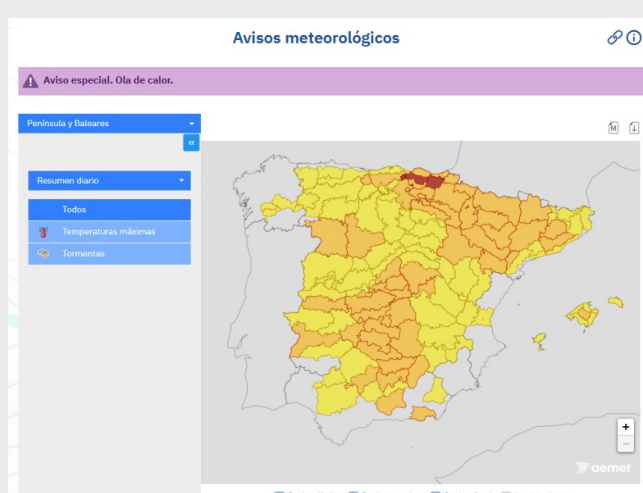 Avisos meteorológicos
Aviso especial. Ola de calor.
Península y Baleares
«
M
Resumen diario
Todos
Temperaturas máximas
Tormentas
+
−
aemet